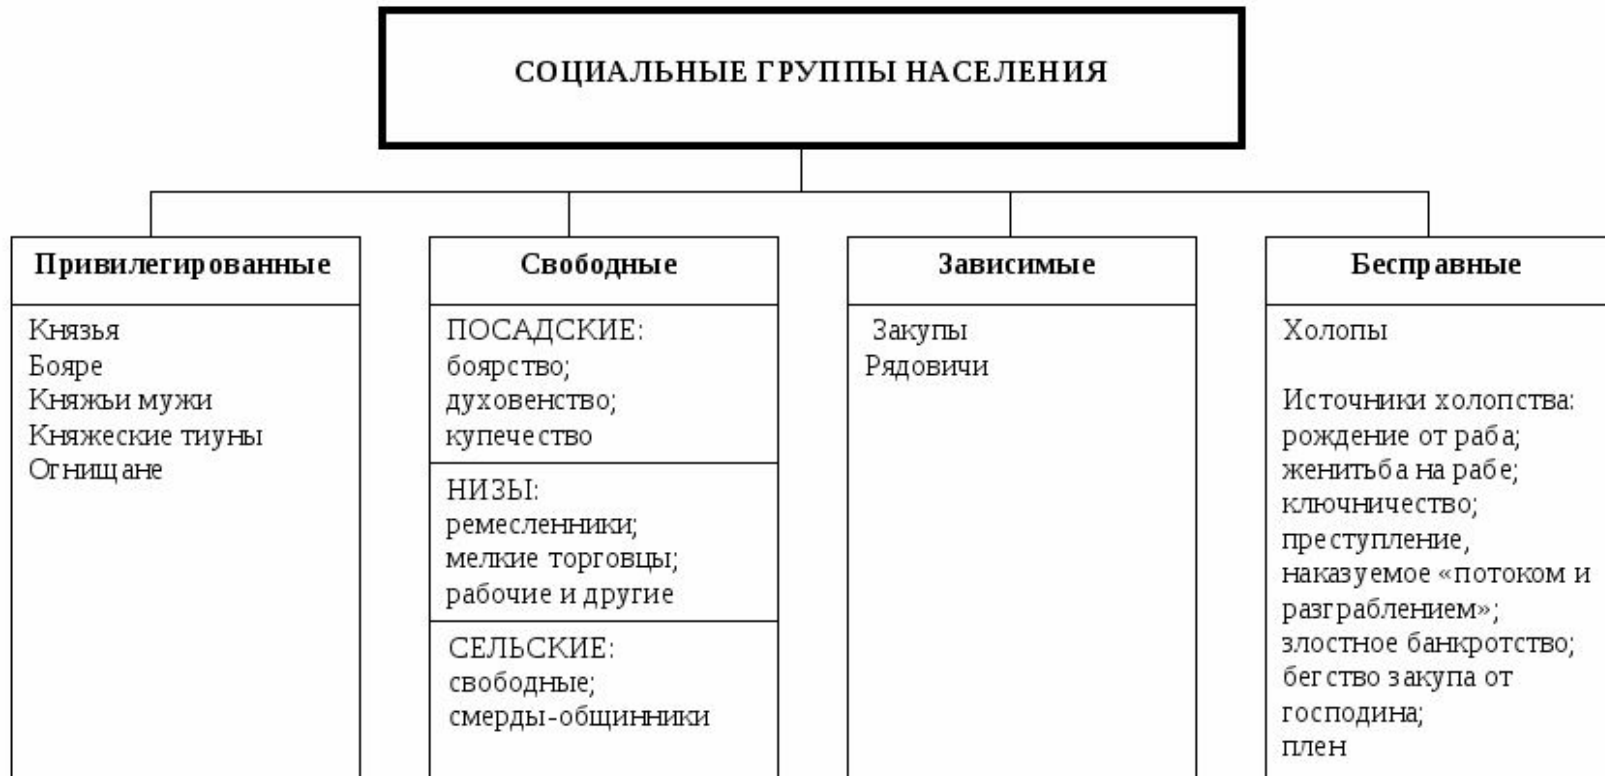 СОЦИАЛЬНЫЕ ГРУППЫ НАСЕЛЕНИЯ
Привилегированные
Князья
Бояре
Княжьи мужи
Княжеские тиуны
Огнищане
Свободные
ПОСАДСКИЕ:
боярство;
духовенство;
купечество
НИЗЫ:
ремесленники;
мелкие торговцы;
рабочие и другие
СЕЛЬСКИЕ:
свободные;
смерды-общинники
Зависимые
Закупы
Рядовичи
Бесправные
Холопы
Источники холопства:
рождение от раба;
женитьба на рабе;
ключничество;
преступление,
наказуемое «потоком и
разграблением»;
злостное банкротство;
бегство закупа от
господина;
плен